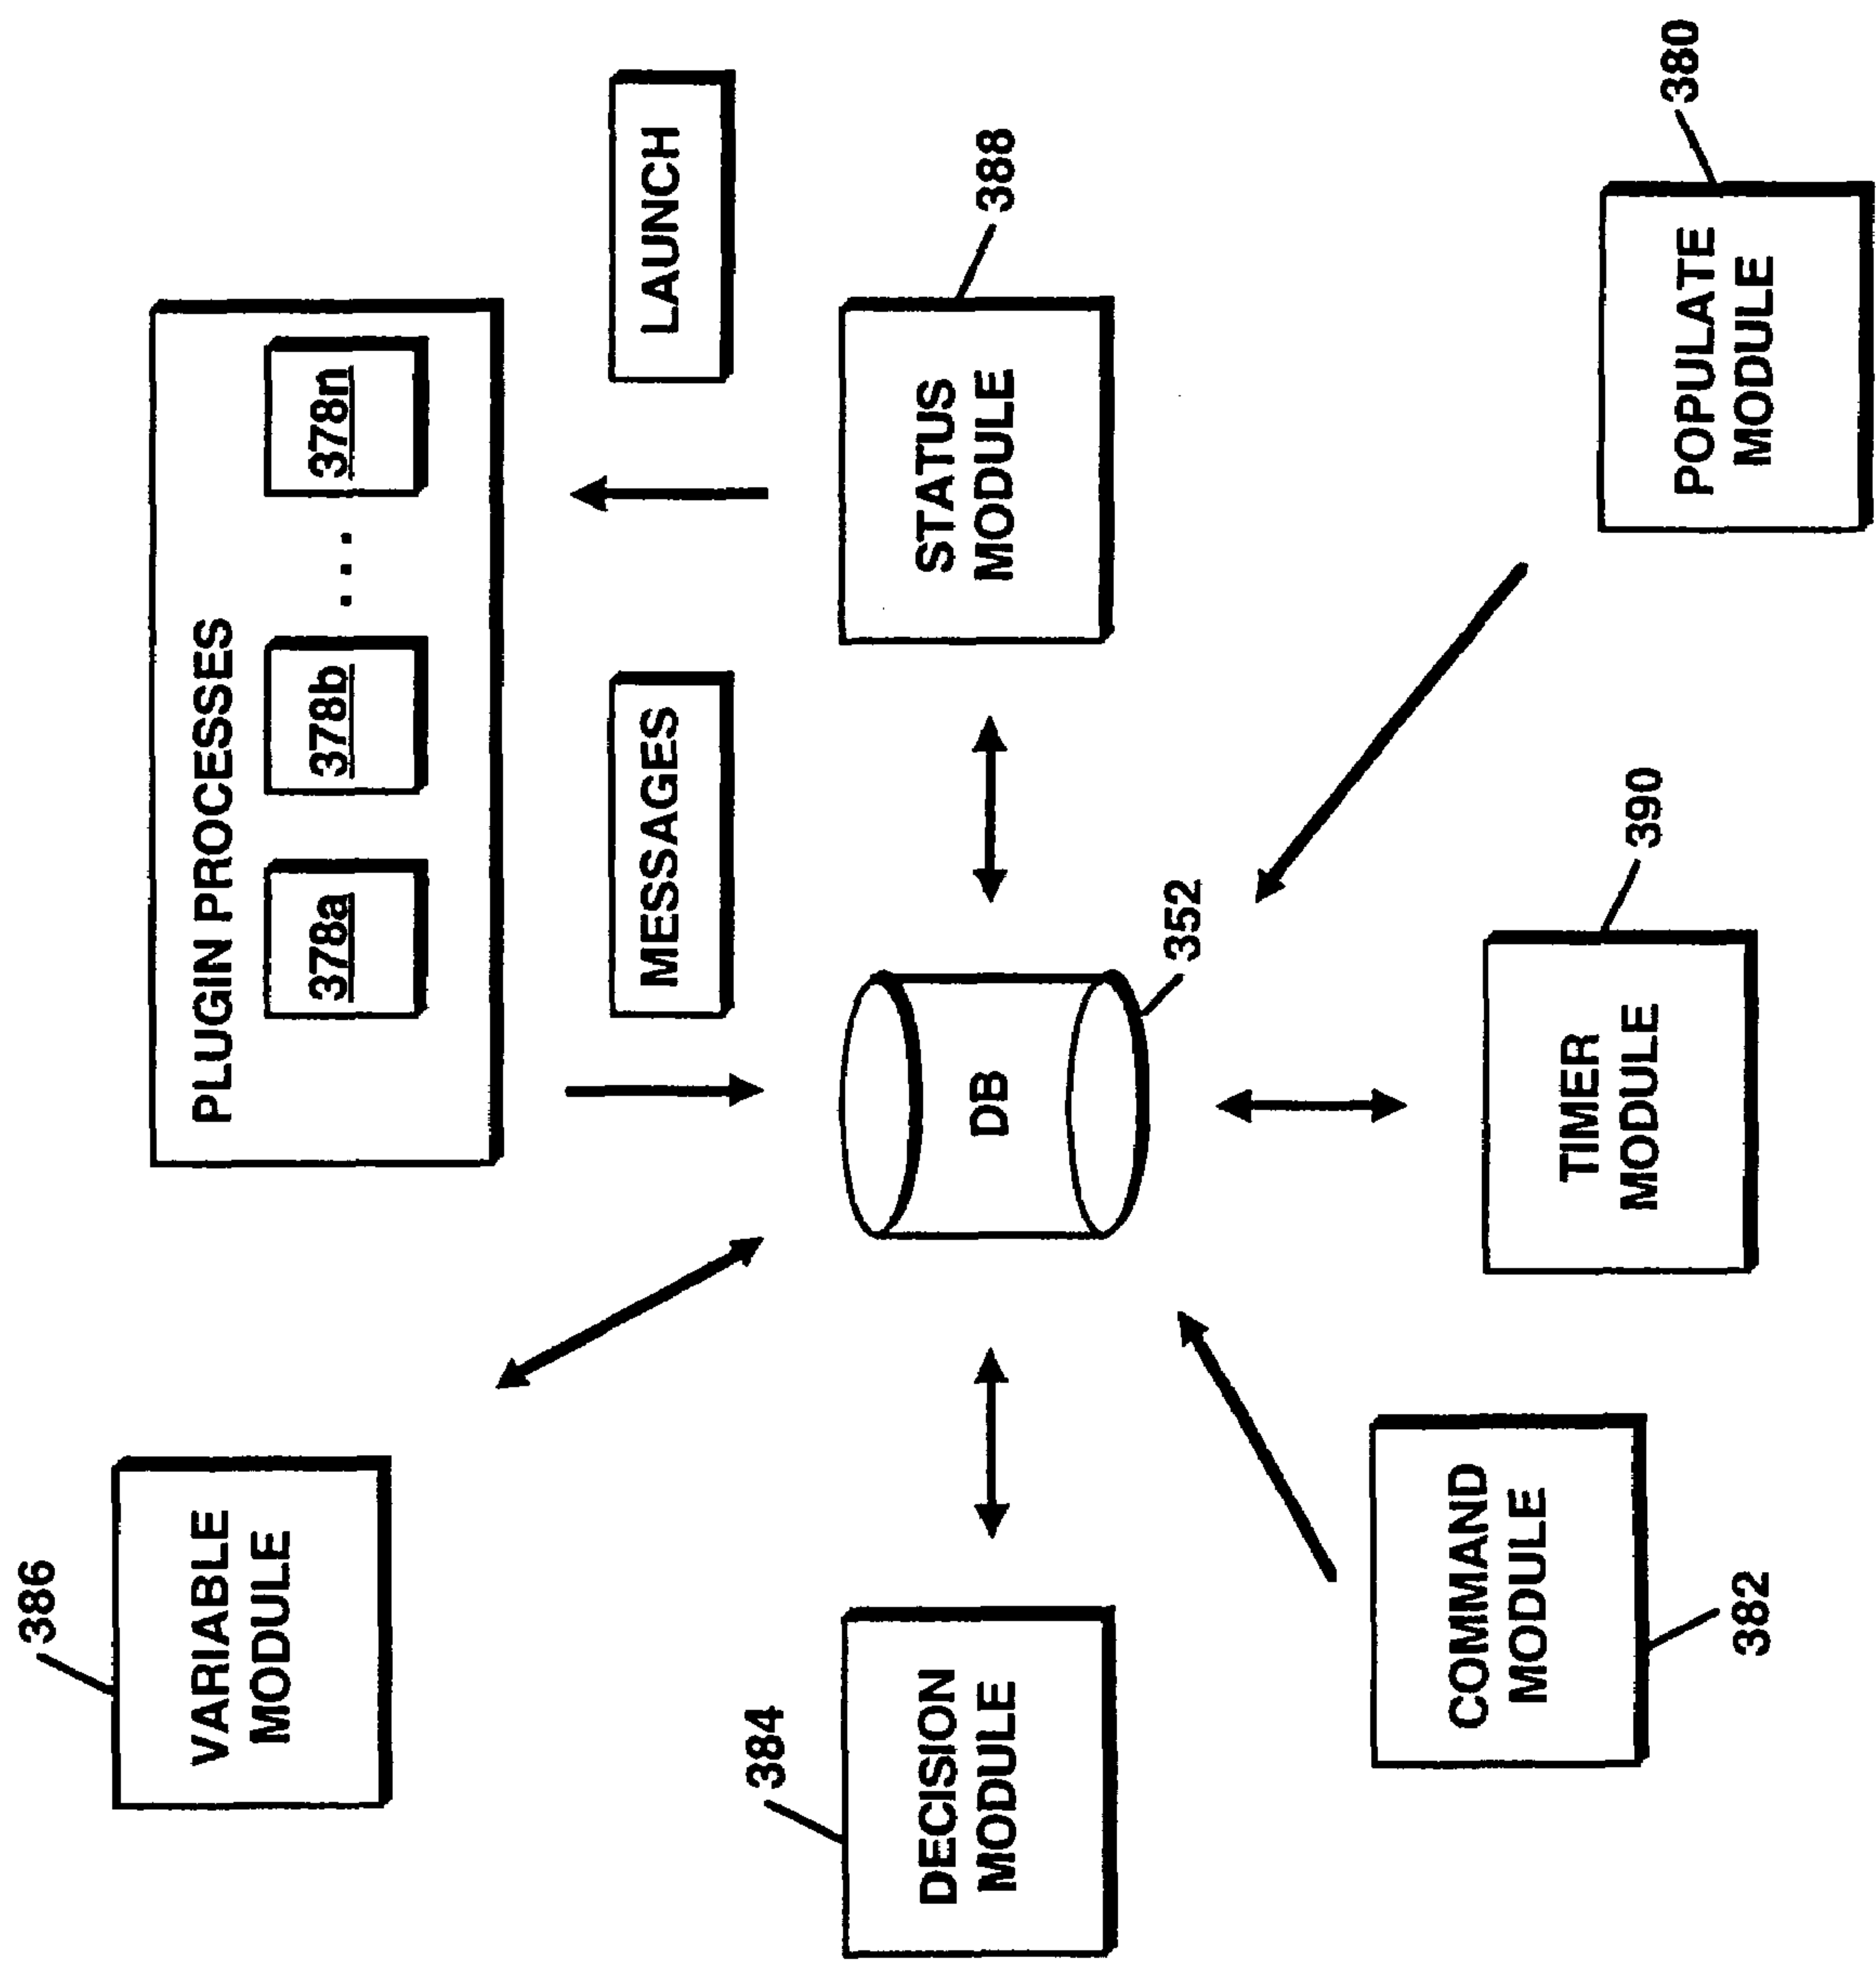 PLUGIN PROCESSES
378a
378b
...
378n
386
VARIABLE
MODULE
MESSAGES
LAUNCH
384
DECISION
MODULE
DB
352
STATUS
MODULE
388
COMMAND
MODULE
382
TIMER
MODULE
390
POPULATE
MODULE
380